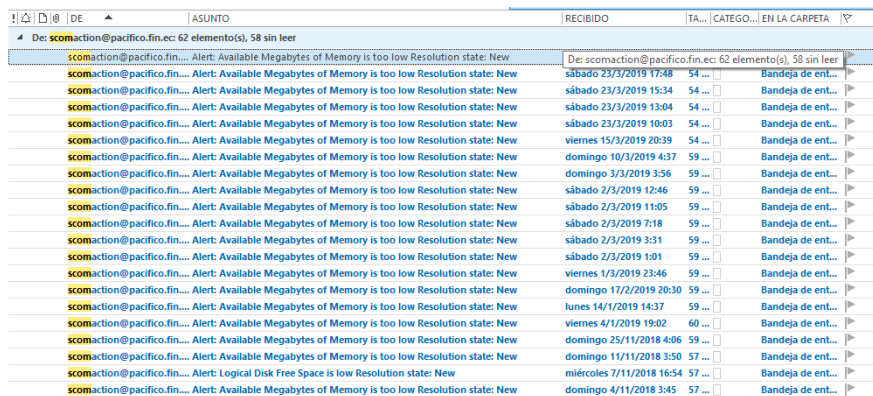 ! DE ASUNTO RECIBIDO TA... CATEGO... EN LA CARPETA
De: scomaction@pacifico.fin.ec: 62 elemento(s), 58 sin leer
scomaction@pacifico.fin.... Alert: Available Megabytes of Memory is too low Resolution state: New De: scomaction@pacifico.fin.ec: 62 elemento(s), 58 sin leer
scomaction@pacifico.fin.... Alert: Available Megabytes of Memory is too low Resolution state: New sábado 23/3/2019 17:48 54 ... Bandeja de ent...
scomaction@pacifico.fin.... Alert: Available Megabytes of Memory is too low Resolution state: New sábado 23/3/2019 15:34 54 ... Bandeja de ent...
scomaction@pacifico.fin.... Alert: Available Megabytes of Memory is too low Resolution state: New sábado 23/3/2019 13:04 54 ... Bandeja de ent...
scomaction@pacifico.fin.... Alert: Available Megabytes of Memory is too low Resolution state: New sábado 23/3/2019 10:03 54 ... Bandeja de ent...
scomaction@pacifico.fin.... Alert: Available Megabytes of Memory is too low Resolution state: New viernes 15/3/2019 20:39 54 ... Bandeja de ent...
scomaction@pacifico.fin.... Alert: Available Megabytes of Memory is too low Resolution state: New domingo 10/3/2019 4:37 59 ... Bandeja de ent...
scomaction@pacifico.fin.... Alert: Available Megabytes of Memory is too low Resolution state: New domingo 3/3/2019 3:56 59 ... Bandeja de ent...
scomaction@pacifico.fin.... Alert: Available Megabytes of Memory is too low Resolution state: New sábado 2/3/2019 12:46 59 ... Bandeja de ent...
scomaction@pacifico.fin.... Alert: Available Megabytes of Memory is too low Resolution state: New sábado 2/3/2019 11:05 59 ... Bandeja de ent...
scomaction@pacifico.fin.... Alert: Available Megabytes of Memory is too low Resolution state: New sábado 2/3/2019 7:18 59 ... Bandeja de ent...
scomaction@pacifico.fin.... Alert: Available Megabytes of Memory is too low Resolution state: New sábado 2/3/2019 3:31 59 ... Bandeja de ent...
scomaction@pacifico.fin.... Alert: Available Megabytes of Memory is too low Resolution state: New sábado 2/3/2019 1:01 59 ... Bandeja de ent...
scomaction@pacifico.fin.... Alert: Available Megabytes of Memory is too low Resolution state: New viernes 1/3/2019 23:46 59 ... Bandeja de ent...
scomaction@pacifico.fin.... Alert: Available Megabytes of Memory is too low Resolution state: New domingo 17/2/2019 20:30 59 ... Bandeja de ent...
scomaction@pacifico.fin.... Alert: Available Megabytes of Memory is too low Resolution state: New lunes 14/1/2019 14:37 59 ... Bandeja de ent...
scomaction@pacifico.fin.... Alert: Available Megabytes of Memory is too low Resolution state: New viernes 4/1/2019 19:02 60 ... Bandeja de ent...
scomaction@pacifico.fin.... Alert: Available Megabytes of Memory is too low Resolution state: New domingo 25/11/2018 4:06 59 ... Bandeja de ent...
scomaction@pacifico.fin.... Alert: Available Megabytes of Memory is too low Resolution state: New domingo 11/11/2018 3:50 57 ... Bandeja de ent...
scomaction@pacifico.fin.... Alert: Logical Disk Free Space is low Resolution state: New miércoles 7/11/2018 16:54 57 ... Bandeja de ent...
scomaction@pacifico.fin.... Alert: Available Megabytes of Memory is too low Resolution state: New domingo 4/11/2018 3:45 57 ... Bandeja de ent...